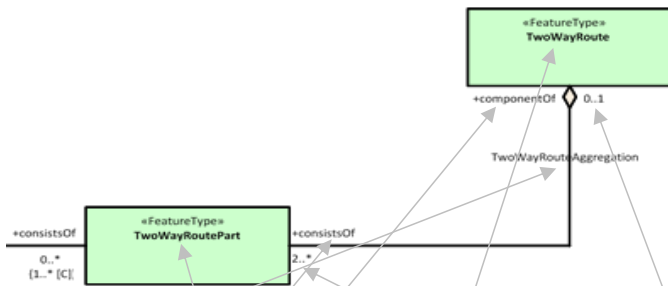 «FeatureType»
TwoWayRoute
+componentOf 0..1
TwoWayRouteAggregation
«FeatureType»
TwoWayRoutePart
+consistsOf
+consistsOf
0..*
{1..* [C]
2..*